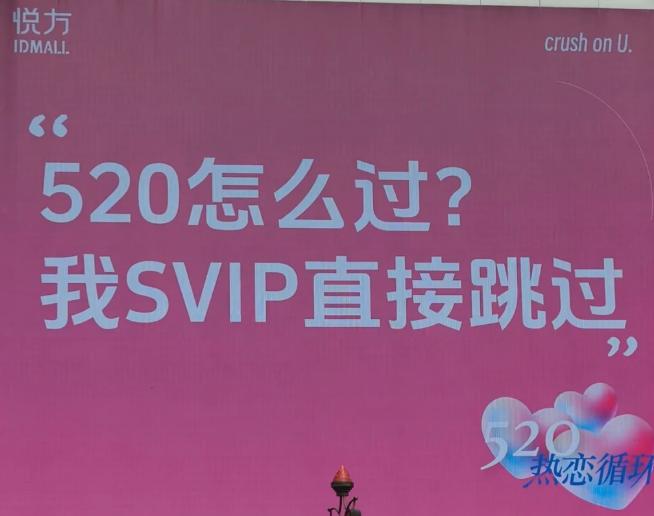 悦方
IDMALL
crush on U.
“
520怎么过?
我SVIP直接跳过
”
520
热恋循环